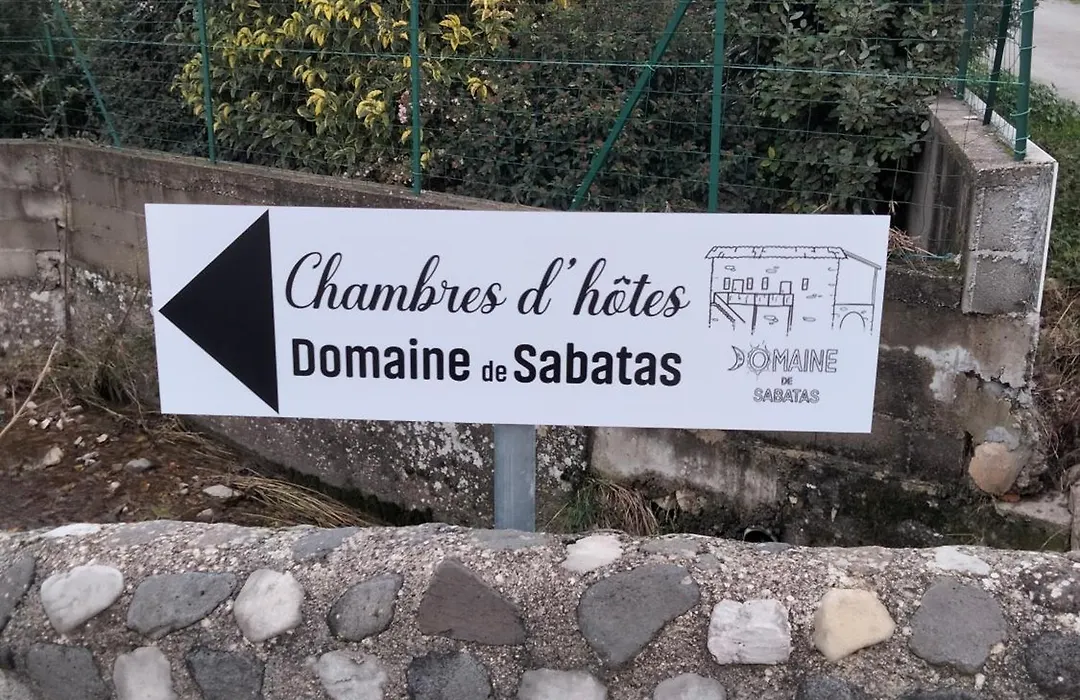 Chambres d'hôtes
Domaine de Sabatas
DOMAINE
DE
SABATAS